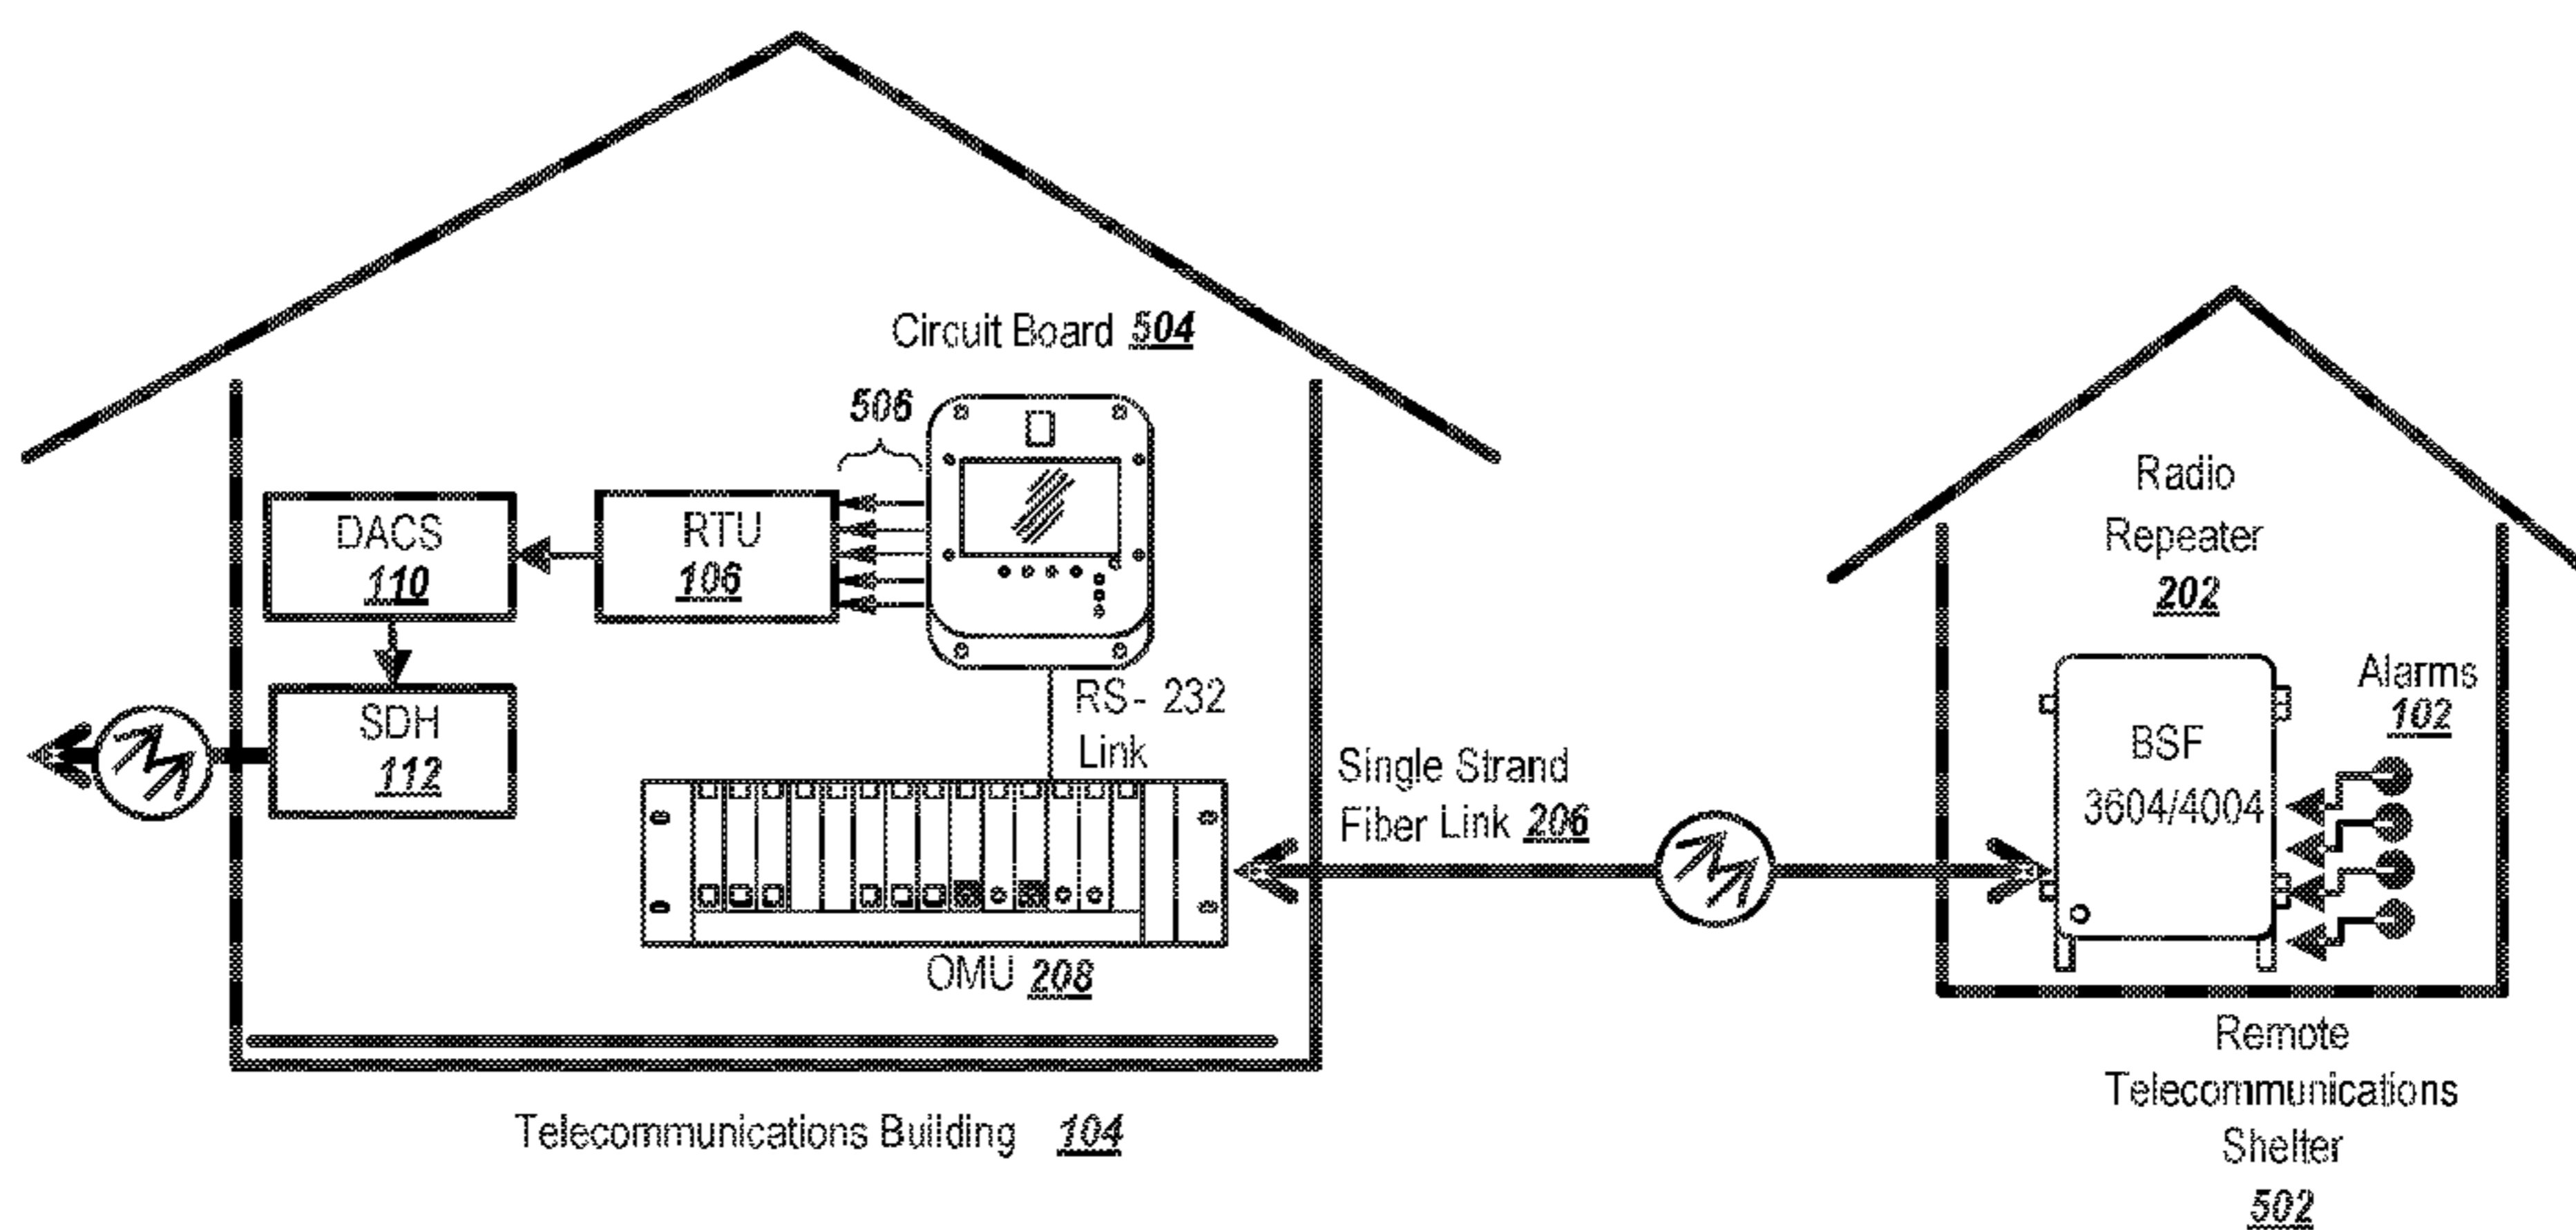 Circuit Board 504
506
DACS
110
RTU
106
SDH
112
RS- 232
Link
OMU 208
Telecommunications Building 104
Single Strand
Fiber Link 206
Radio
Repeater
202
BSF
3604/4004
Alarms
102
Remote
Telecommunications
Shelter
502